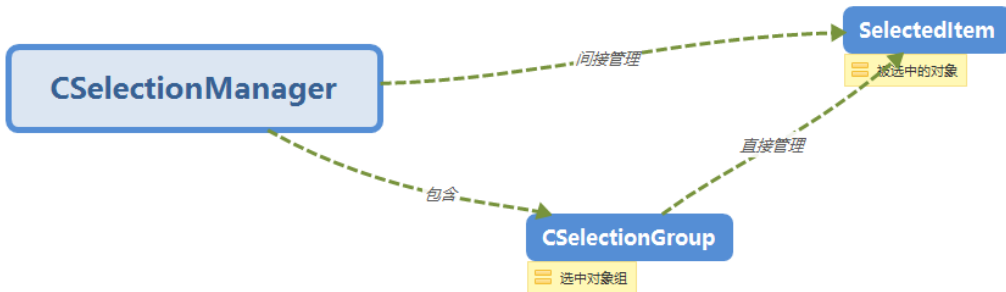 SelectedItem
间接管理
CSelectionManager
被选中的对象
直接管理
包含
CSelectionGroup
选中对象组